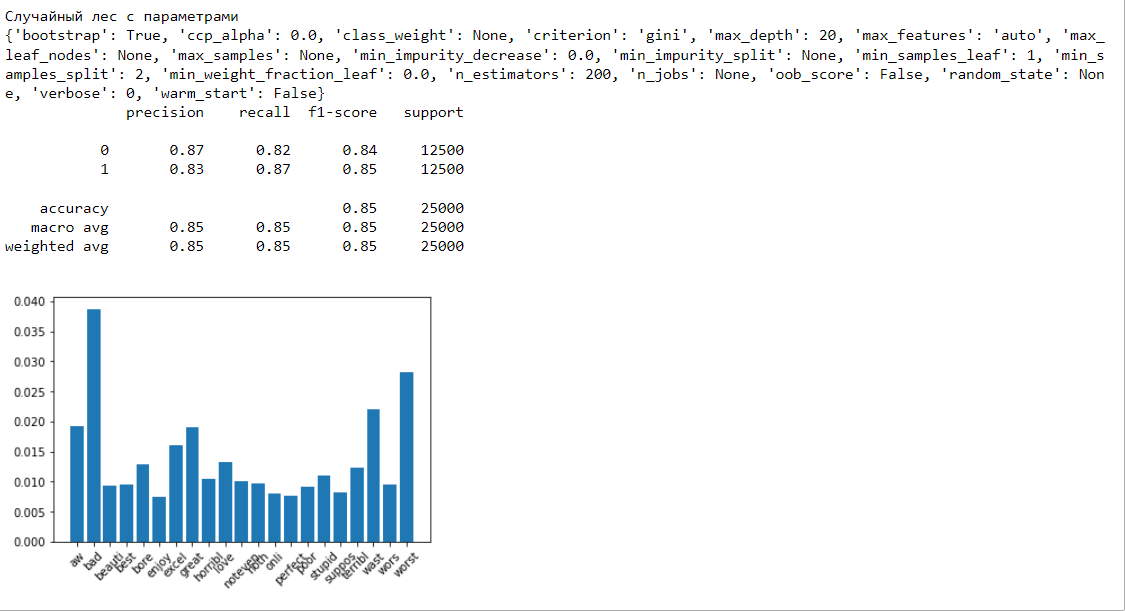 Случайный лес с параметрами
{'bootstrap': True, 'ccp_alpha': 0.0, 'class_weight': None, 'criterion': 'gini', 'max_depth': 20, 'max_features': 'auto', 'max_
leaf_nodes': None, 'max_samples': None, 'min_impurity_decrease': 0.0, 'min_impurity_split': None, 'min_samples_leaf': 1, 'min_s
amples_split': 2, 'min_weight_fraction_leaf': 0.0, 'n_estimators': 200, 'n_jobs': None, 'oob_score': False, 'random_state': Non
e, 'verbose': 0, 'warm_start': False}
precision recall f1-score support
0 0.87 0.82 0.84 12500
1 0.83 0.87 0.85 12500
accuracy 0.85 25000
macro avg 0.85 0.85 0.85 25000
weighted avg 0.85 0.85 0.85 25000
0.040
0.035
0.030
0.025
0.020
0.015
0.010
0.005
0.000
aw bad beauti best bore enjoy excel great horribl love noteven noth onli perfect poor stupid suppos terribl wast wors worst